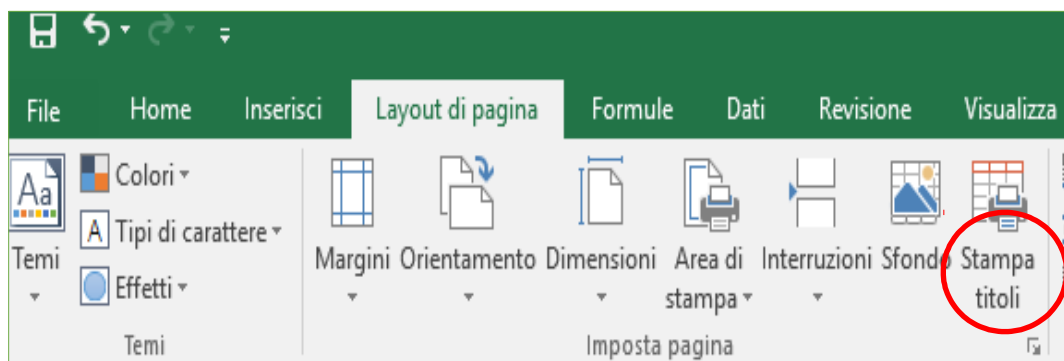 File Home Inserisci Layout di pagina Formule Dati Revisione Visualizza
Aa Colori
A Tipi di carattere
Temi Margini Orientamento Dimensioni Area di stampa Interruzioni Sfondo Stampa titoli
Effetti
Temi Imposta pagina